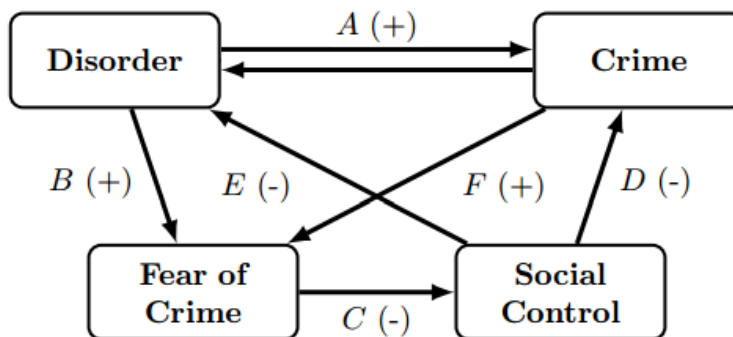 A (+)
Disorder
Crime
B (+)
E (-)
F (+)
D (-)
Fear of
Crime
Social
Control
C (-)